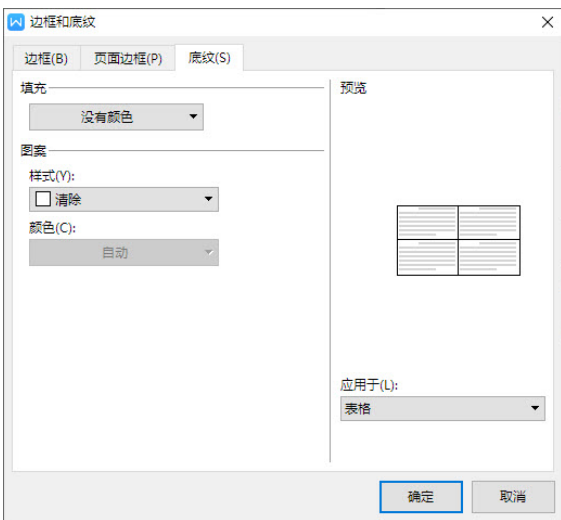 边框和底纹
边框(B) 页面边框(P) 底纹(S)
填充
没有颜色
图案
样式(Y):
清除
颜色(C):
自动
预览
应用于(L):
表格
确定 取消